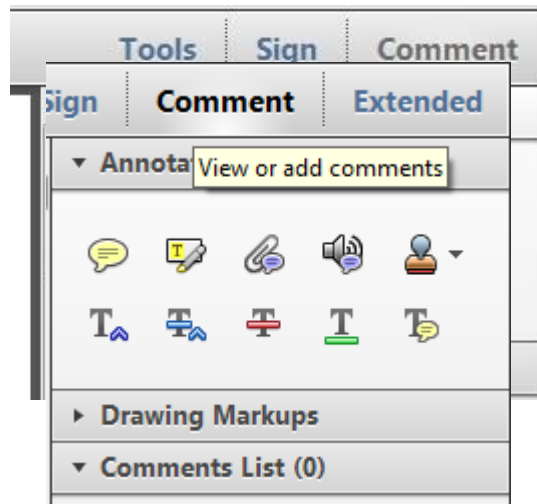 Tools Sign Comment
Sign Comment Extended
Annota
View or add comments
T
T T T T T
Drawing Markups
Comments List (0)